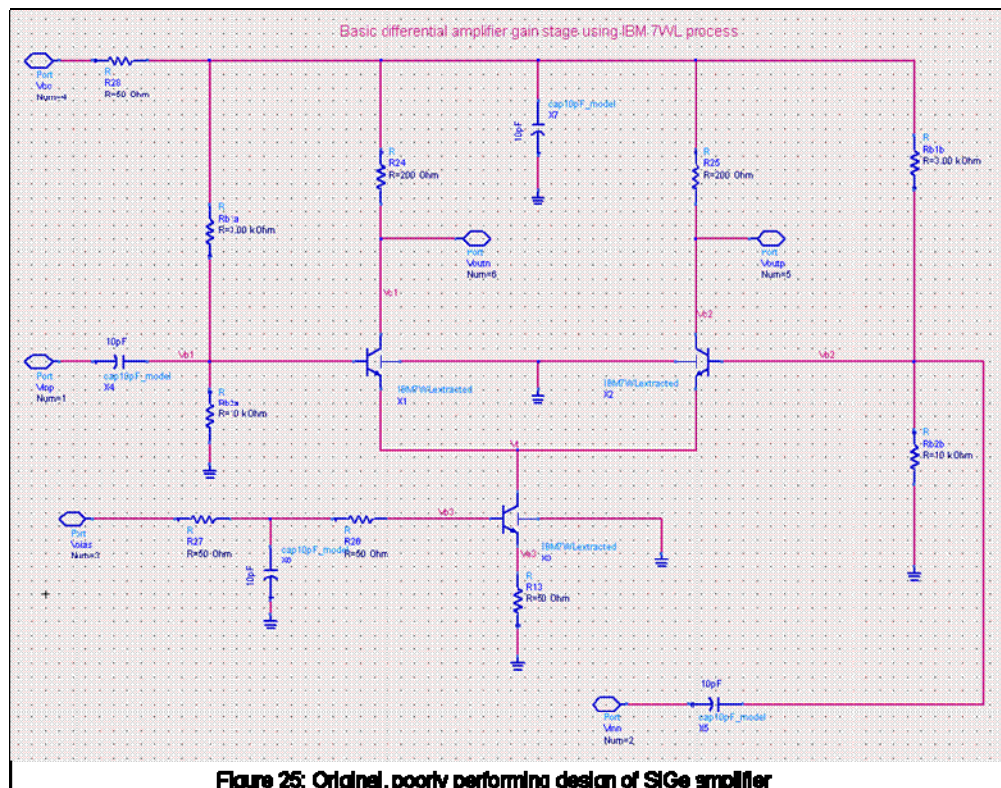 Basic differential amplifier gain stage using IBM 7WL process
Port
Vcc
Num=4
R
R28
R=50 Ohm
R
R24
R=200 Ohm
cap10pF_model
X7
10pF
R
R25
R=200 Ohm
R
Rb1b
R=3.00 kOhm
R
Rb1a
R=3.00 kOhm
Port
Voutn
Num=6
Port
Voutp
Num=5
Vc1
Vc2
10pF
Vb1
Port
Vinp
Num=1
cap10pF_model
X4
Vb2
R
Rb2a
R=10 kOhm
IBM7WLextracted
X1
IBM7WLextracted
X2
R
Rb2b
R=10 kOhm
Port
Vbias
Num=3
R
R27
R=50 Ohm
R
R=50 Ohm
Vb3
cap10pF_model
X6
10pF
IBM7WLextracted
Ve3
R
R13
R=50 Ohm
10pF
Port
Vinn
Num=2
cap10pF_model
X5
Figure 25: Original, poorly performing design of SiGe amplifier